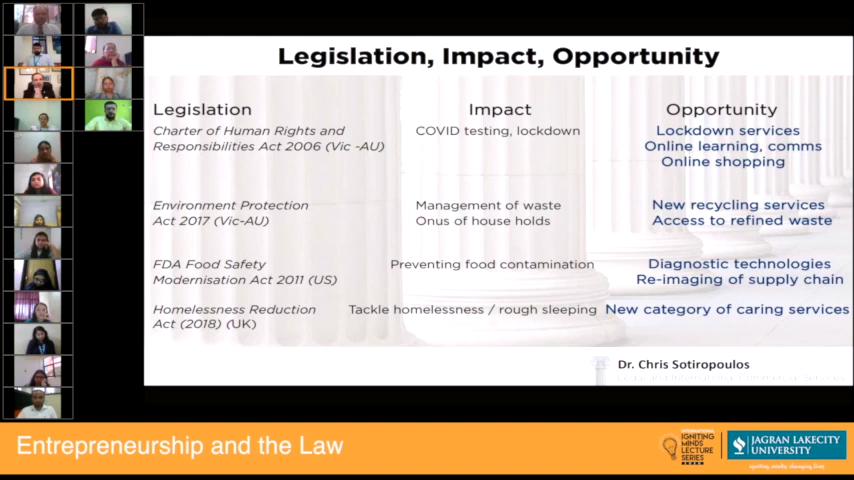 Legislation, Impact, Opportunity
Legislation
Impact
Opportunity
Charter of Human Rights and
Responsibilities Act 2006 (Vic -AU)
COVID testing, lockdown
Lockdown services
Online learning, comms
Online shopping
Environment Protection
Act 2017 (Vic-AU)
Management of waste
Onus of house holds
New recycling services
Access to refined waste
FDA Food Safety
Modernisation Act 2011 (US)
Preventing food contamination
Diagnostic technologies
Re-imaging of supply chain
Homelessness Reduction
Act (2018) (UK)
Tackle homelessness / rough sleeping
New category of caring services
Dr. Chris Sotiropoulos
Entrepreneurship and the Law
INTERNATIONAL
IGNITING
MINDS
LECTURE
SERIES
JAGRAN LAKECITY
UNIVERSITY